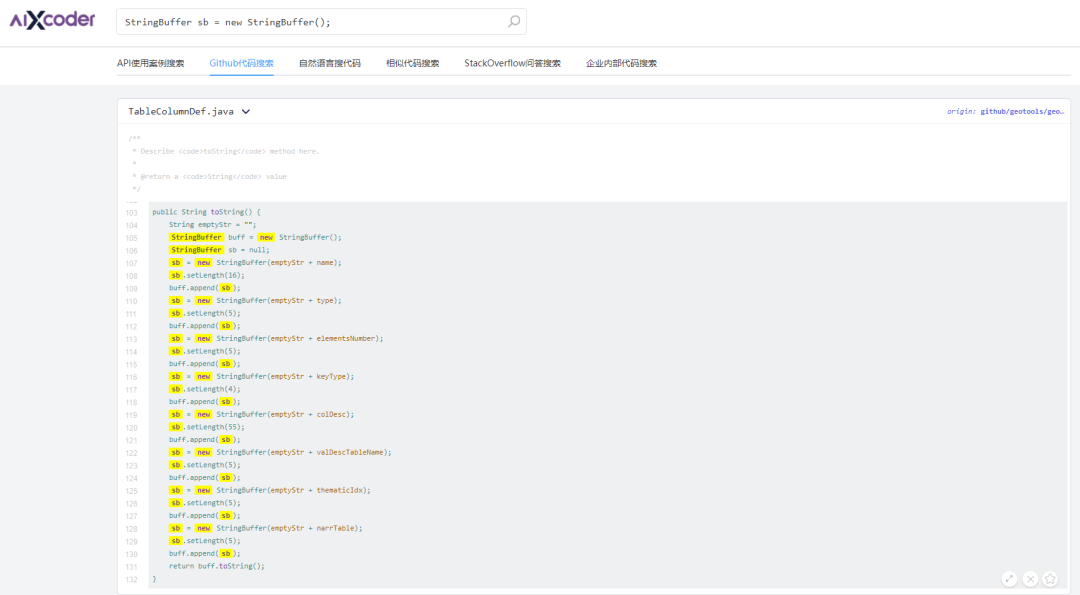 aiXcoder
StringBuffer sb = new StringBuffer();
API使用案例搜索 Github代码搜索 自然语言搜代码 相似代码搜索 StackOverflow问答搜索 企业内部代码搜索
TableColumnDef.java origin: github/geotools/geo…
/**
* Describe <code>toString</code> method here.
*
* @return a <code>String</code> value
*/
103 public String toString() {
104 String emptyStr = "";
105 StringBuffer buff = new StringBuffer();
106 StringBuffer sb = null;
107 sb = new StringBuffer(emptyStr + name);
108 sb.setLength(16);
109 buff.append(sb);
110 sb = new StringBuffer(emptyStr + type);
111 sb.setLength(5);
112 buff.append(sb);
113 sb = new StringBuffer(emptyStr + elementsNumber);
114 sb.setLength(5);
115 buff.append(sb);
116 sb = new StringBuffer(emptyStr + keyType);
117 sb.setLength(4);
118 buff.append(sb);
119 sb = new StringBuffer(emptyStr + colDesc);
120 sb.setLength(55);
121 buff.append(sb);
122 sb = new StringBuffer(emptyStr + valDescTableName);
123 sb.setLength(5);
124 buff.append(sb);
125 sb = new StringBuffer(emptyStr + thematicIdx);
126 sb.setLength(5);
127 buff.append(sb);
128 sb = new StringBuffer(emptyStr + narrTable);
129 sb.setLength(5);
130 buff.append(sb);
131 return buff.toString();
132 }